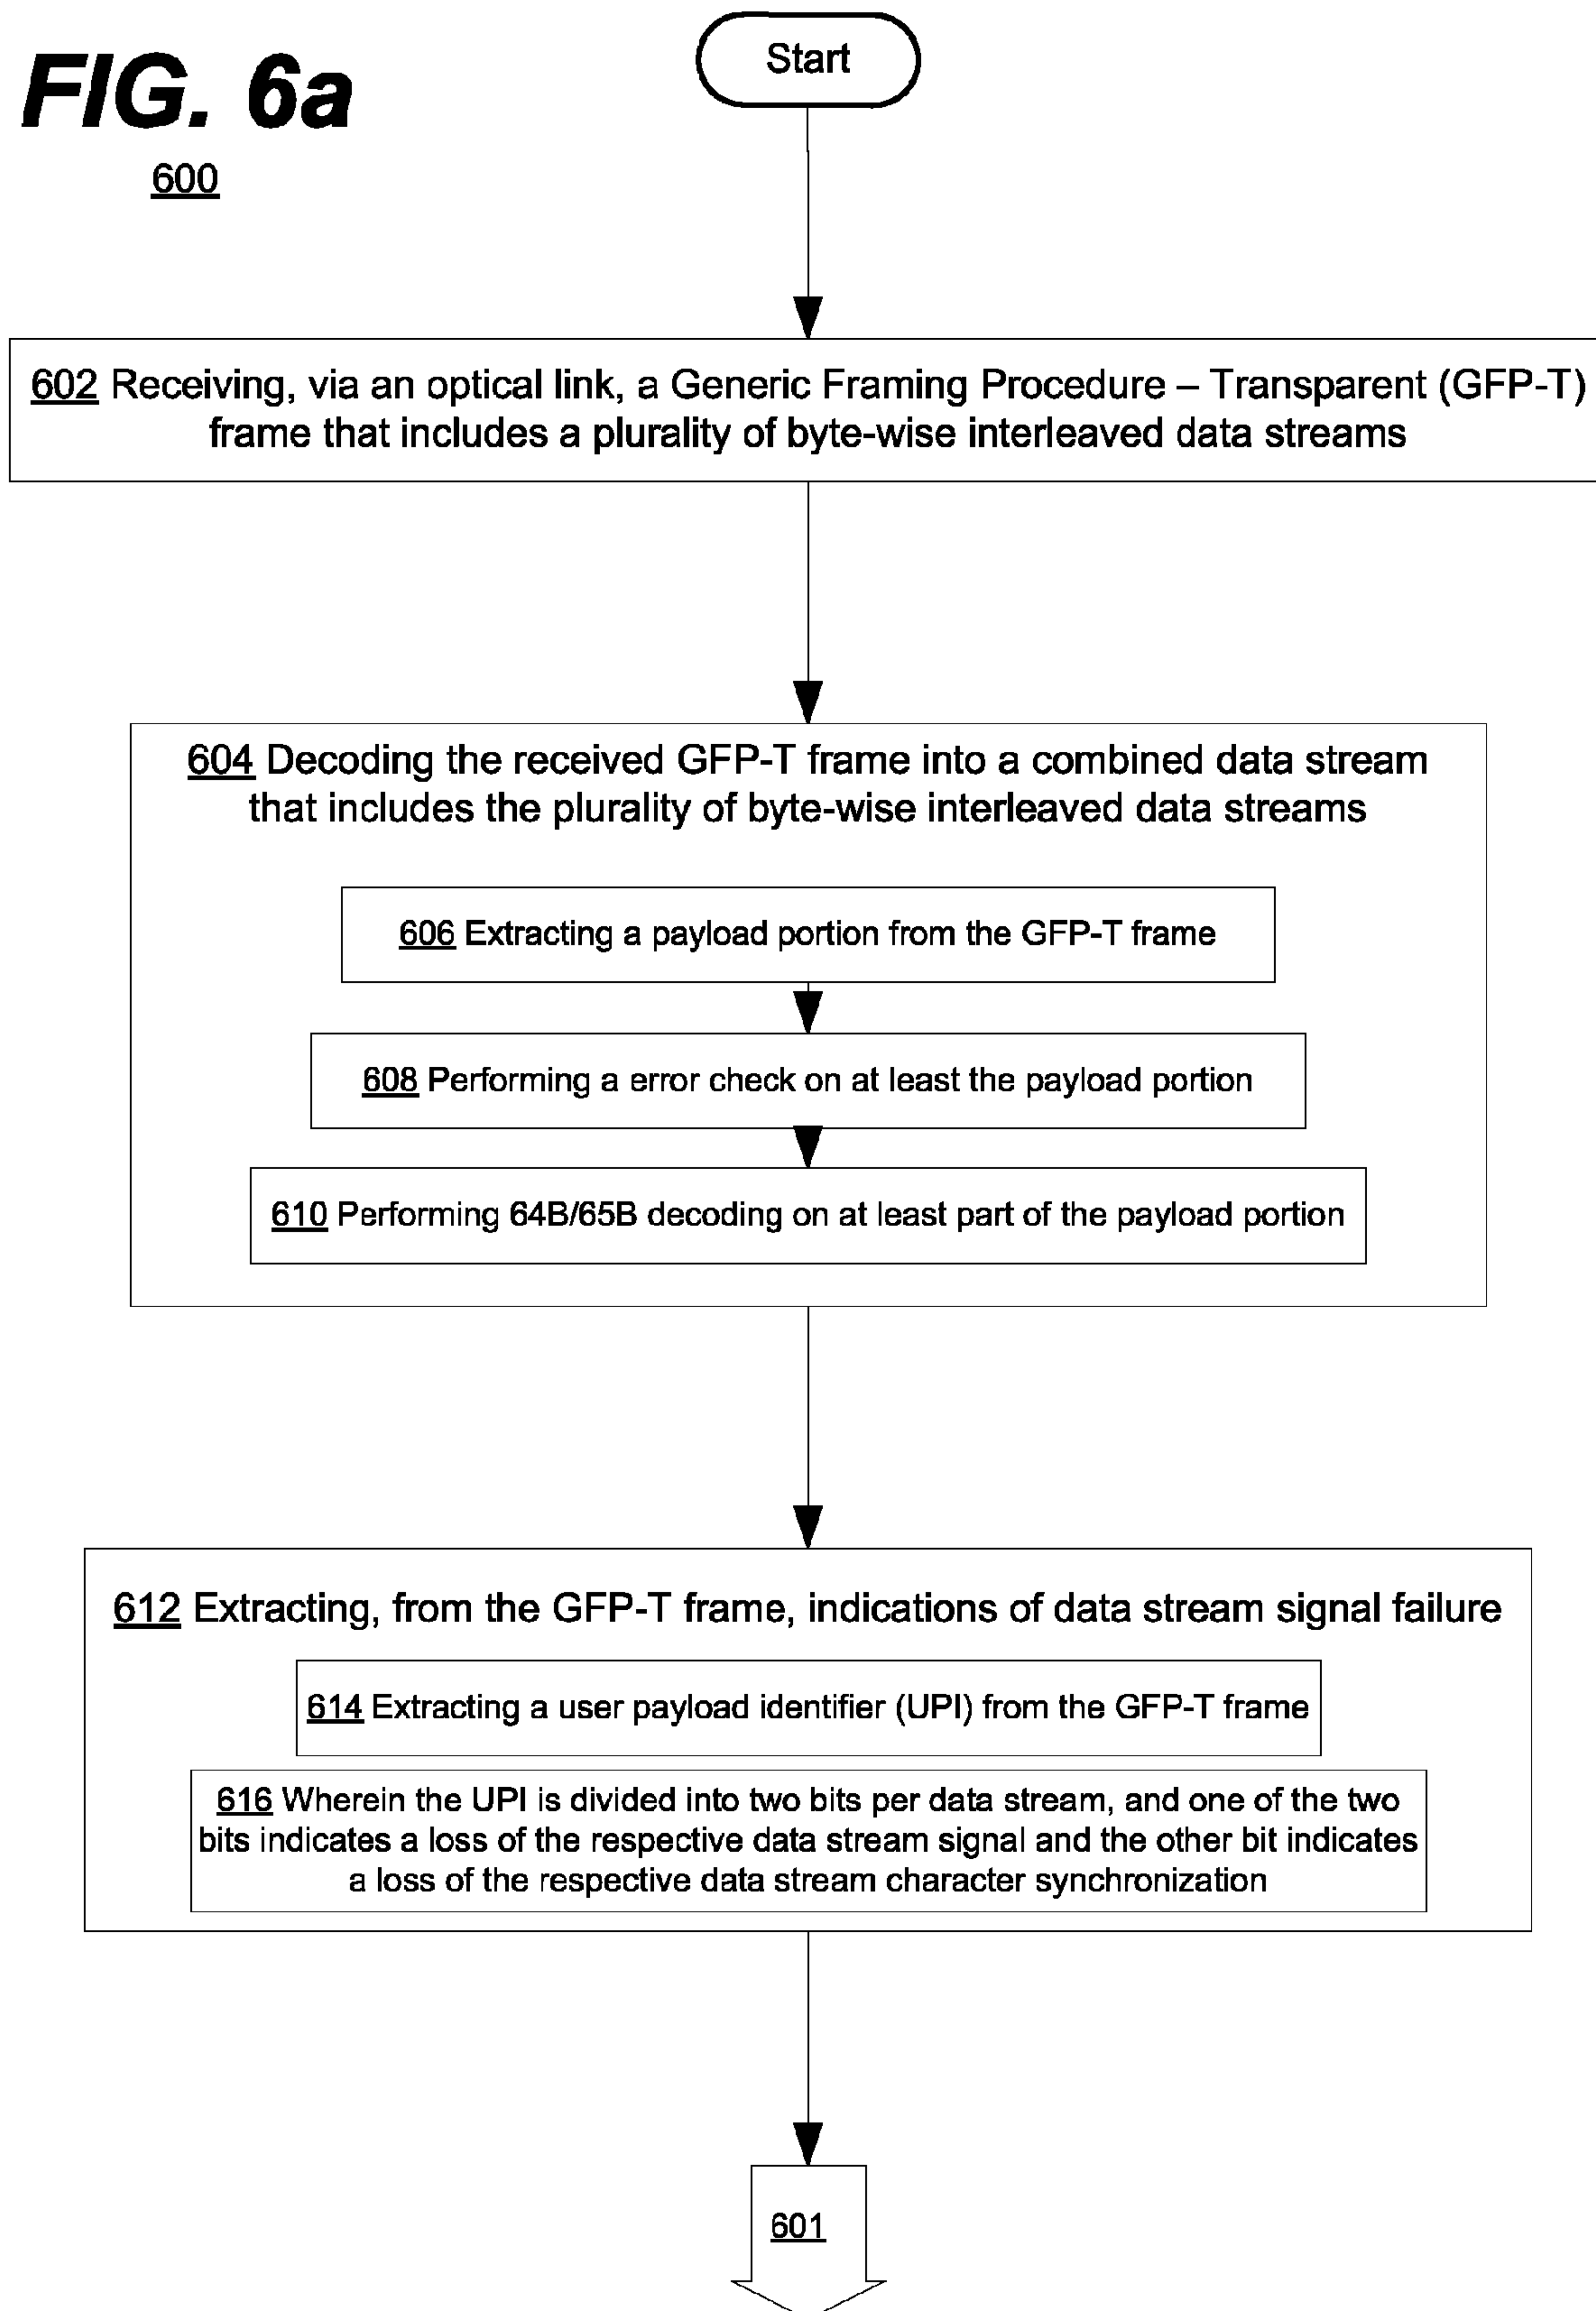 FIG. 6a
600
Start
602 Receiving, via an optical link, a Generic Framing Procedure – Transparent (GFP-T)
frame that includes a plurality of byte-wise interleaved data streams
604 Decoding the received GFP-T frame into a combined data stream
that includes the plurality of byte-wise interleaved data streams
606 Extracting a payload portion from the GFP-T frame
608 Performing a error check on at least the payload portion
610 Performing 64B/65B decoding on at least part of the payload portion
612 Extracting, from the GFP-T frame, indications of data stream signal failure
614 Extracting a user payload identifier (UPI) from the GFP-T frame
616 Wherein the UPI is divided into two bits per data stream, and one of the two
bits indicates a loss of the respective data stream signal and the other bit indicates
a loss of the respective data stream character synchronization
601